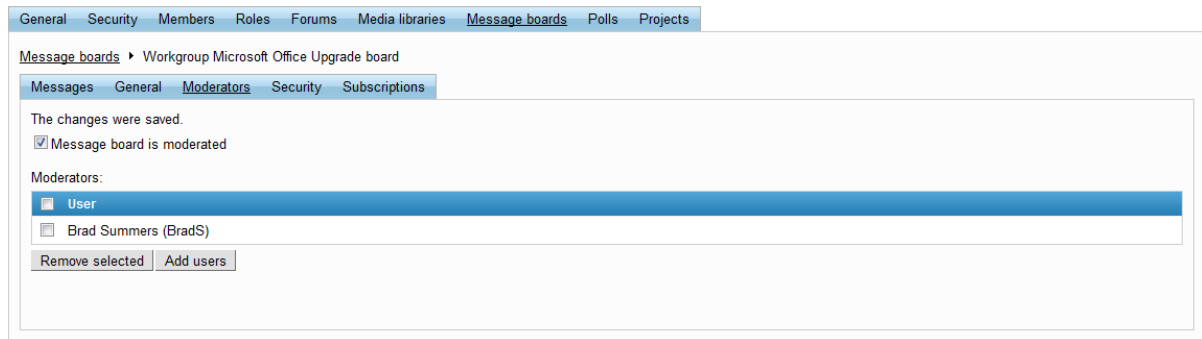 General Security Members Roles Forums Media libraries Message boards Polls Projects
Message boards ‣ Workgroup Microsoft Office Upgrade board
Messages General Moderators Security Subscriptions
The changes were saved.
Message board is moderated
Moderators:
User
Brad Summers (BradS)
Remove selected Add users